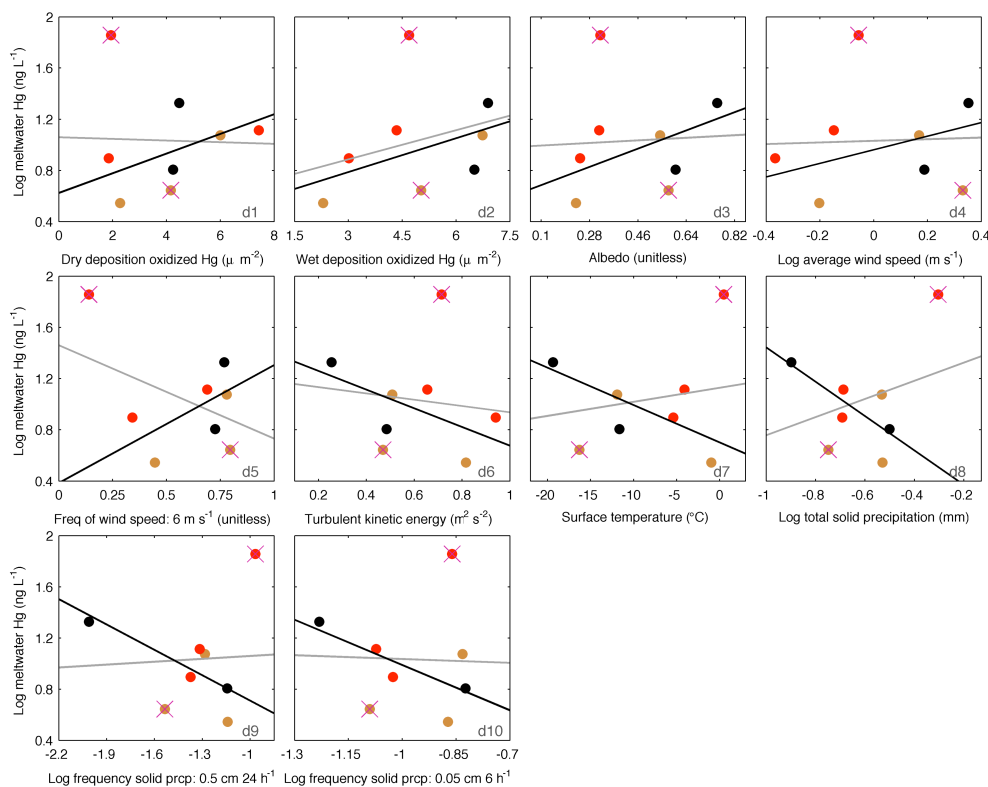 Log meltwater Hg (ng L⁻¹)
2
1.6
1.2
0.8
0.4
d1
d2
d3
d4
0 2 4 6 8
1.5 3 4.5 6 7.5
0.1 0.28 0.46 0.64 0.82
-0.4 -0.2 0 0.2 0.4
Dry deposition oxidized Hg (μ m⁻²)
Wet deposition oxidized Hg (μ m⁻²)
Albedo (unitless)
Log average wind speed (m s⁻¹)
Log meltwater Hg (ng L⁻¹)
2
1.6
1.2
0.8
0.4
d5
d6
d7
d8
0 0.25 0.5 0.75 1
0.2 0.4 0.6 0.8 1
-20 -15 -10 -5 0
-1 -0.8 -0.6 -0.4 -0.2
Freq of wind speed: 6 m s⁻¹ (unitless)
Turbulent kinetic energy (m² s⁻²)
Surface temperature (°C)
Log total solid precipitation (mm)
Log meltwater Hg (ng L⁻¹)
2
1.6
1.2
0.8
0.4
d9
d10
-2.2 -1.9 -1.6 -1.3 -1
-1.3 -1.15 -1 -0.85 -0.7
Log frequency solid prcp: 0.5 cm 24 h⁻¹
Log frequency solid prcp: 0.05 cm 6 h⁻¹